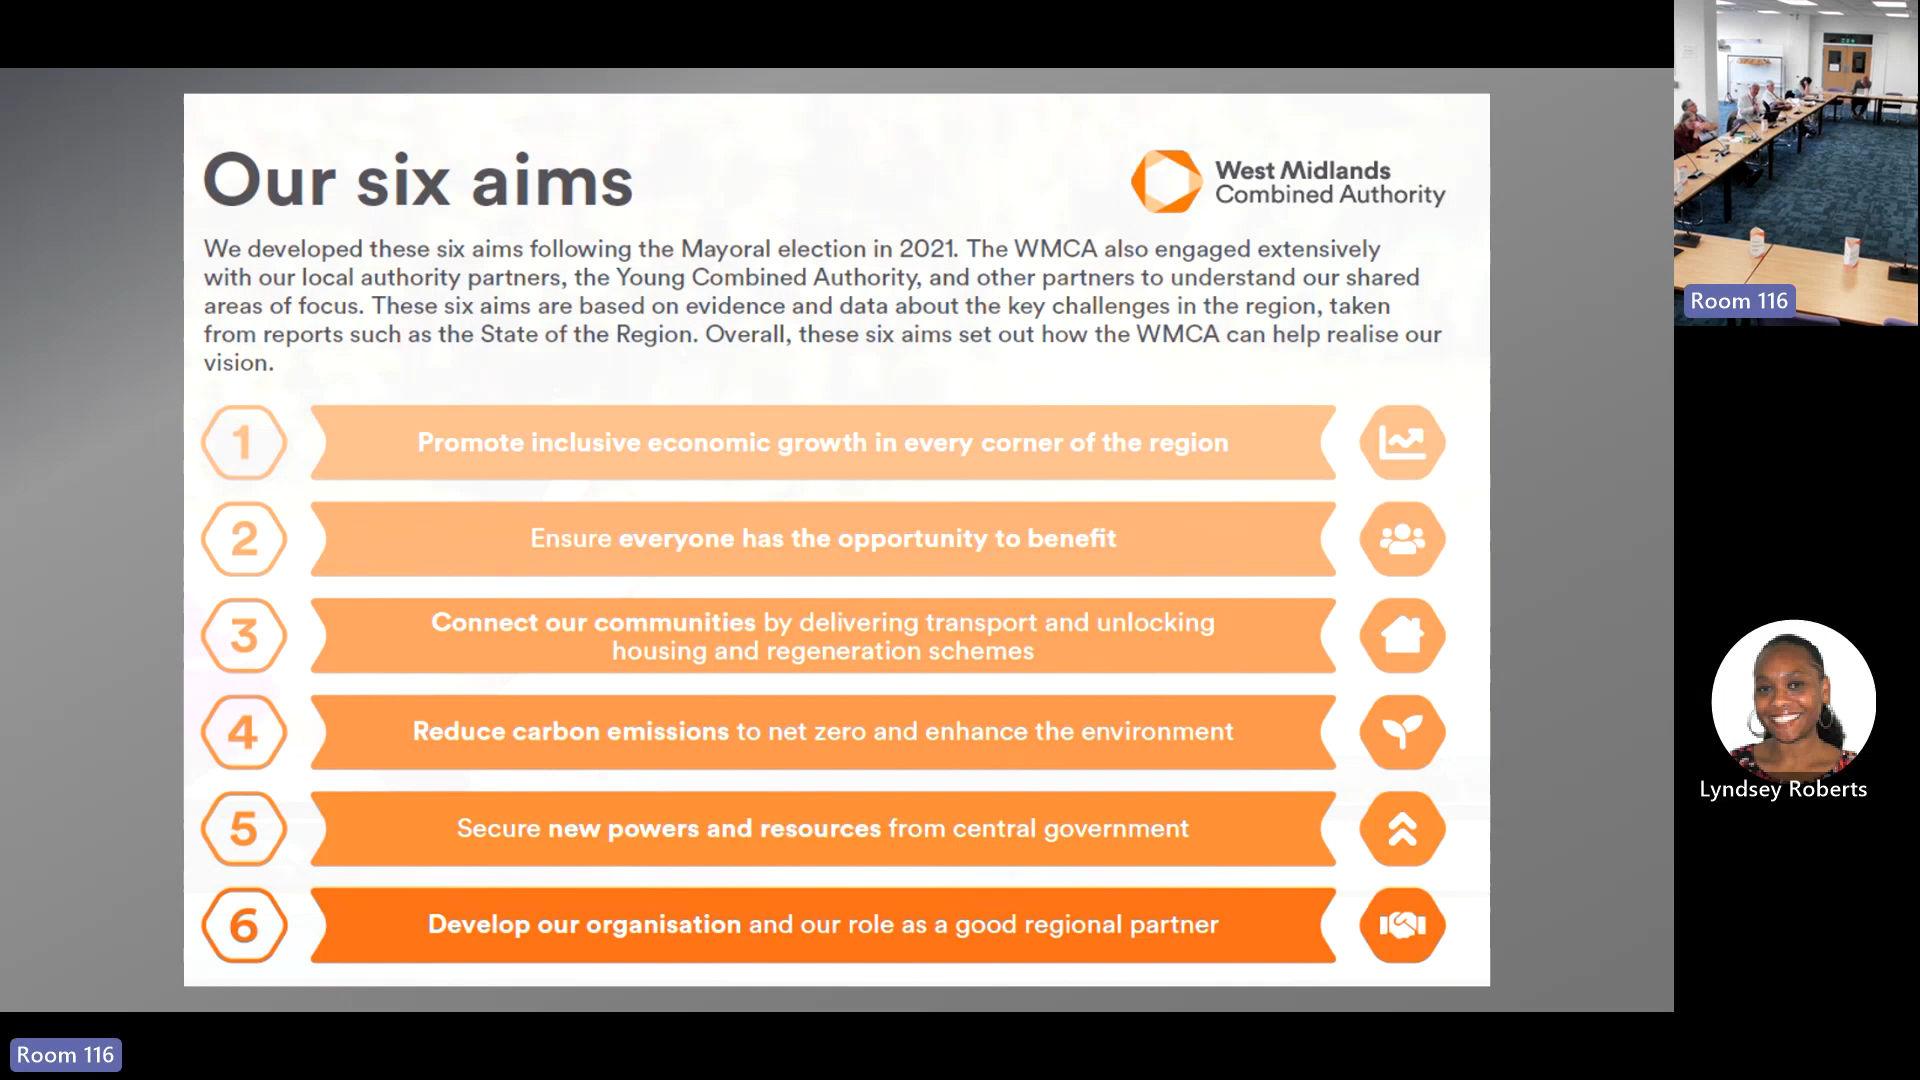 Our six aims
West Midlands
Combined Authority
We developed these six aims following the Mayoral election in 2021. The WMCA also engaged extensively
with our local authority partners, the Young Combined Authority, and other partners to understand our shared
areas of focus. These six aims are based on evidence and data about the key challenges in the region, taken
from reports such as the State of the Region. Overall, these six aims set out how the WMCA can help realise our
vision.
1
Promote inclusive economic growth in every corner of the region
2
Ensure everyone has the opportunity to benefit
3
Connect our communities by delivering transport and unlocking
housing and regeneration schemes
4
Reduce carbon emissions to net zero and enhance the environment
5
Secure new powers and resources from central government
6
Develop our organisation and our role as a good regional partner
Room 116
Lyndsey Roberts
Room 116